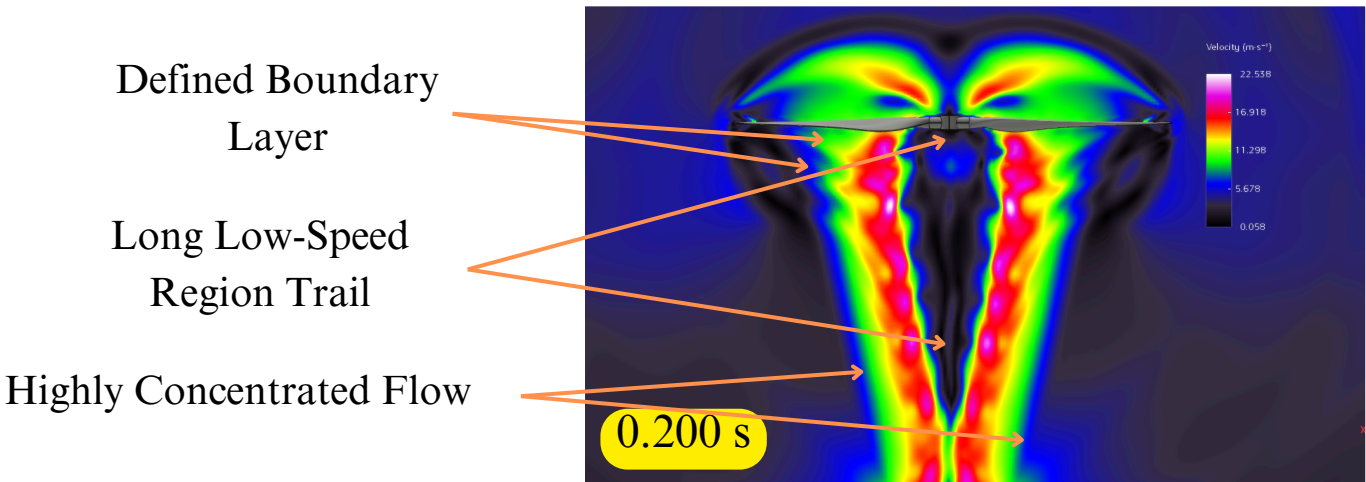 Defined Boundary
Layer
Long Low-Speed
Region Trail
Highly Concentrated Flow
0.200 s
Velocity (m·s⁻¹)
22.538
16.918
11.298
5.678
0.058
x